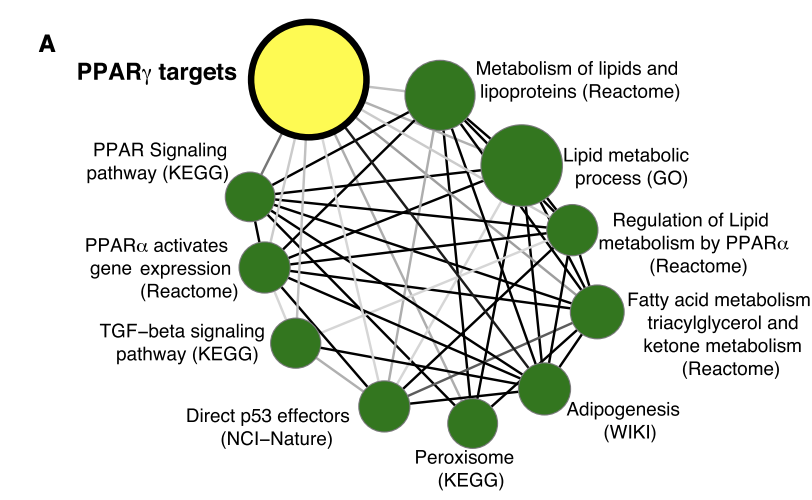 A
PPARγ targets
Metabolism of lipids and
lipoproteins (Reactome)
PPAR Signaling
pathway (KEGG)
Lipid metabolic
process (GO)
Regulation of Lipid
metabolism by PPARα
(Reactome)
PPARα activates
gene expression
(Reactome)
Fatty acid metabolism
triacylglycerol and
ketone metabolism
(Reactome)
TGF−beta signaling
pathway (KEGG)
Direct p53 effectors
(NCI−Nature)
Adipogenesis
(WIKI)
Peroxisome
(KEGG)